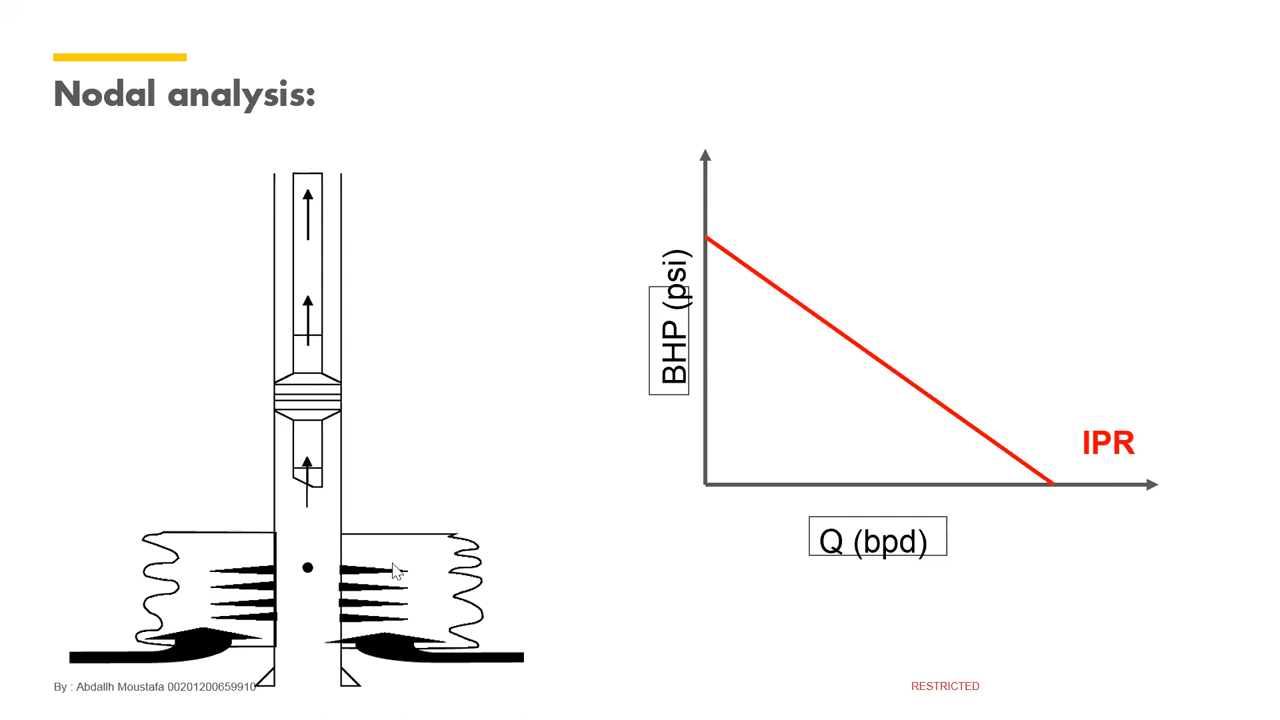 Nodal analysis:
BHP (psi)
IPR
Q (bpd)
By : Abdallh Moustafa 00201200659910
RESTRICTED